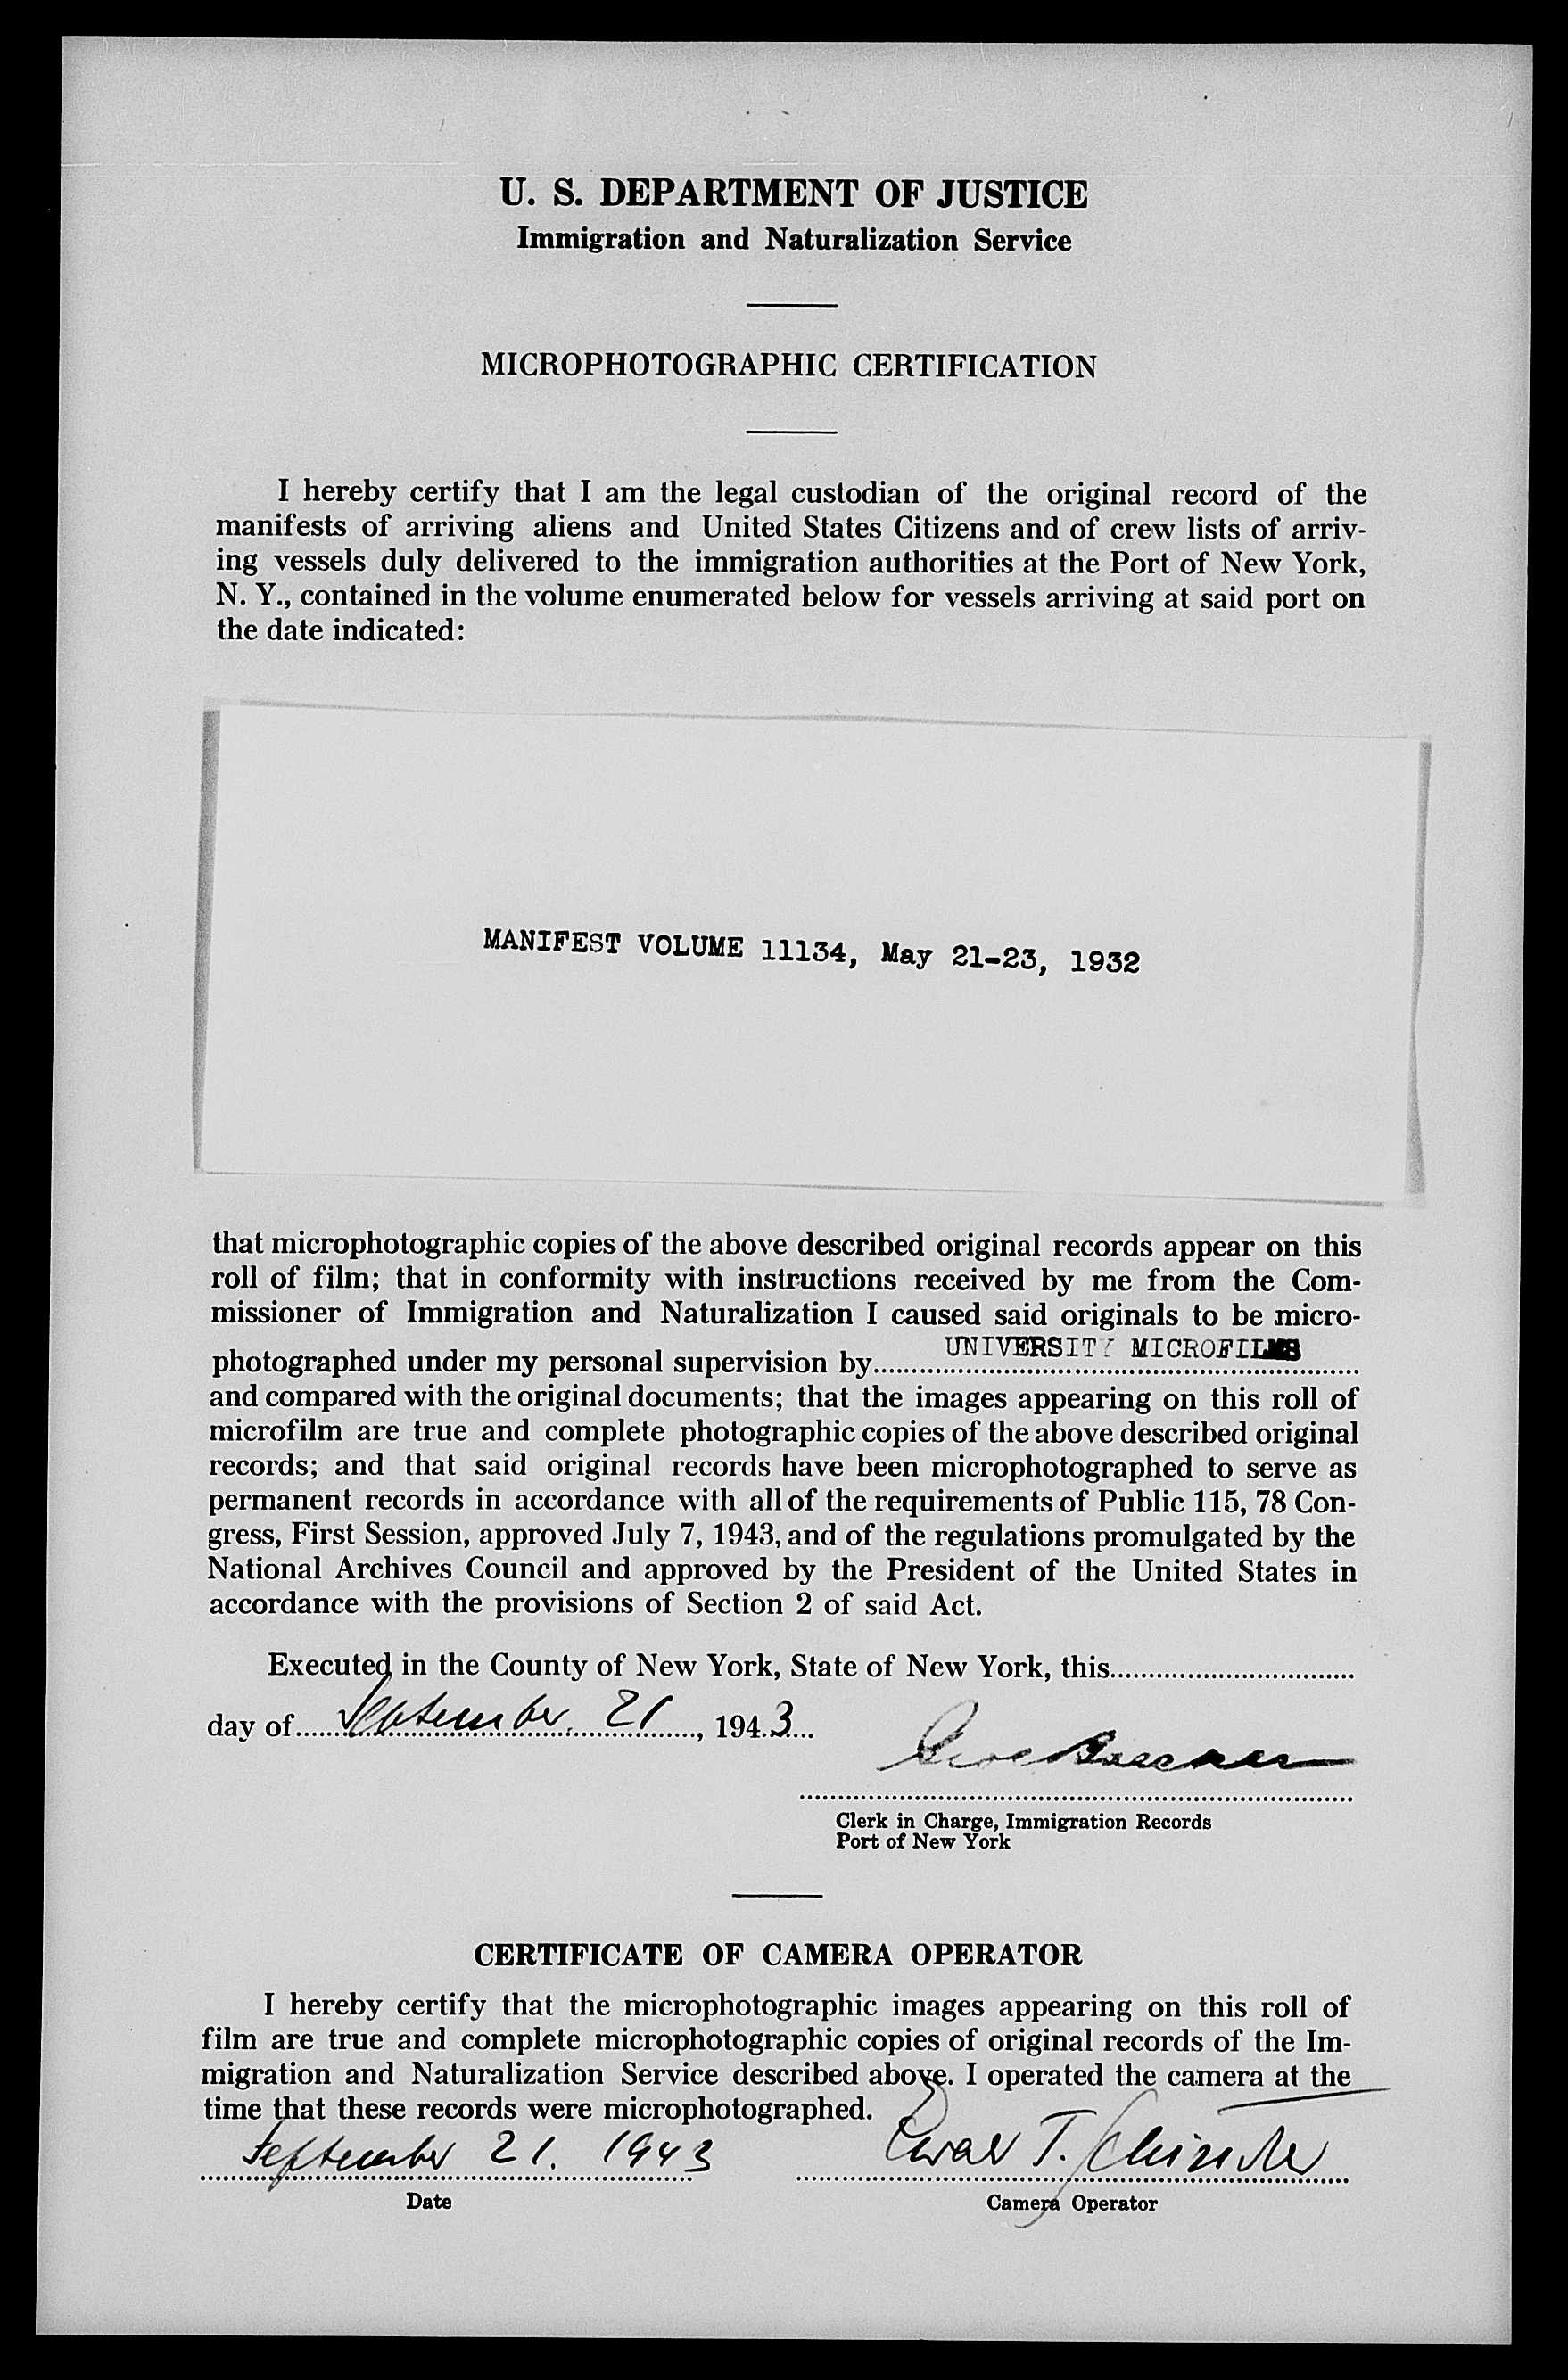 U. S. DEPARTMENT OF JUSTICE
Immigration and Naturalization Service
MICROPHOTOGRAPHIC CERTIFICATION
I hereby certify that I am the legal custodian of the original record of the
manifests of arriving aliens and United States Citizens and of crew lists of arriv-
ing vessels duly delivered to the immigration authorities at the Port of New York,
N. Y., contained in the volume enumerated below for vessels arriving at said port on
the date indicated:
MANIFEST VOLUME 11134, May 21-23, 1932
that microphotographic copies of the above described original records appear on this
roll of film; that in conformity with instructions received by me from the Com-
missioner of Immigration and Naturalization I caused said originals to be micro-
photographed under my personal supervision by UNIVERSITY MICROFILMS
and compared with the original documents; that the images appearing on this roll of
microfilm are true and complete photographic copies of the above described original
records; and that said original records have been microphotographed to serve as
permanent records in accordance with all of the requirements of Public 115, 78 Con-
gress, First Session, approved July 7, 1943, and of the regulations promulgated by the
National Archives Council and approved by the President of the United States in
accordance with the provisions of Section 2 of said Act.
Executed in the County of New York, State of New York, this
day of September 21, 1943
Clerk in Charge, Immigration Records
Port of New York
CERTIFICATE OF CAMERA OPERATOR
I hereby certify that the microphotographic images appearing on this roll of
film are true and complete microphotographic copies of original records of the Im-
migration and Naturalization Service described above. I operated the camera at the
time that these records were microphotographed.
September 21. 1943 T.
Date
Camera Operator